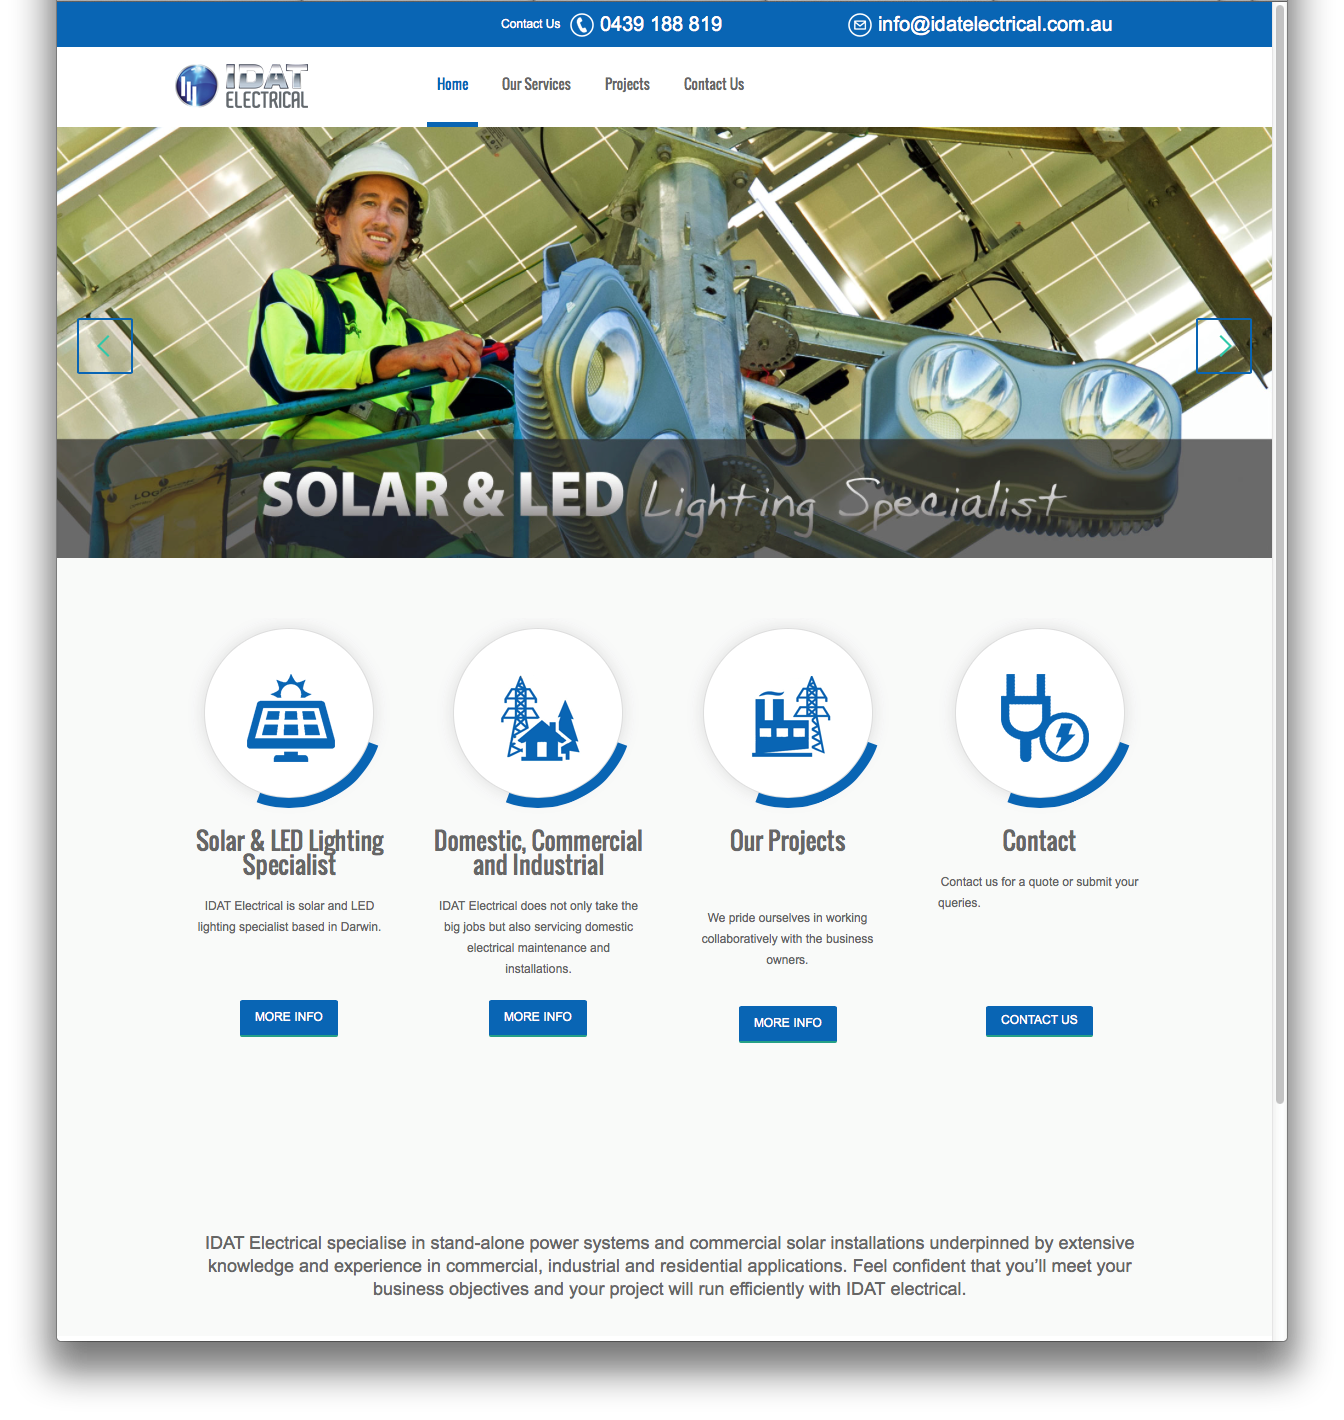 Contact Us 0439 188 819 info@idatelectrical.com.au
IDAT
ELECTRICAL
Home Our Services Projects Contact Us
LOG
SOLAR & LED Lighting Specialist
Solar & LED Lighting
Specialist
IDAT Electrical is solar and LED
lighting specialist based in Darwin.
MORE INFO
Domestic, Commercial
and Industrial
IDAT Electrical does not only take the
big jobs but also servicing domestic
electrical maintenance and
installations.
MORE INFO
Our Projects
We pride ourselves in working
collaboratively with the business
owners.
MORE INFO
Contact
Contact us for a quote or submit your
queries.
CONTACT US
IDAT Electrical specialise in stand-alone power systems and commercial solar installations underpinned by extensive
knowledge and experience in commercial, industrial and residential applications. Feel confident that you’ll meet your
business objectives and your project will run efficiently with IDAT electrical.